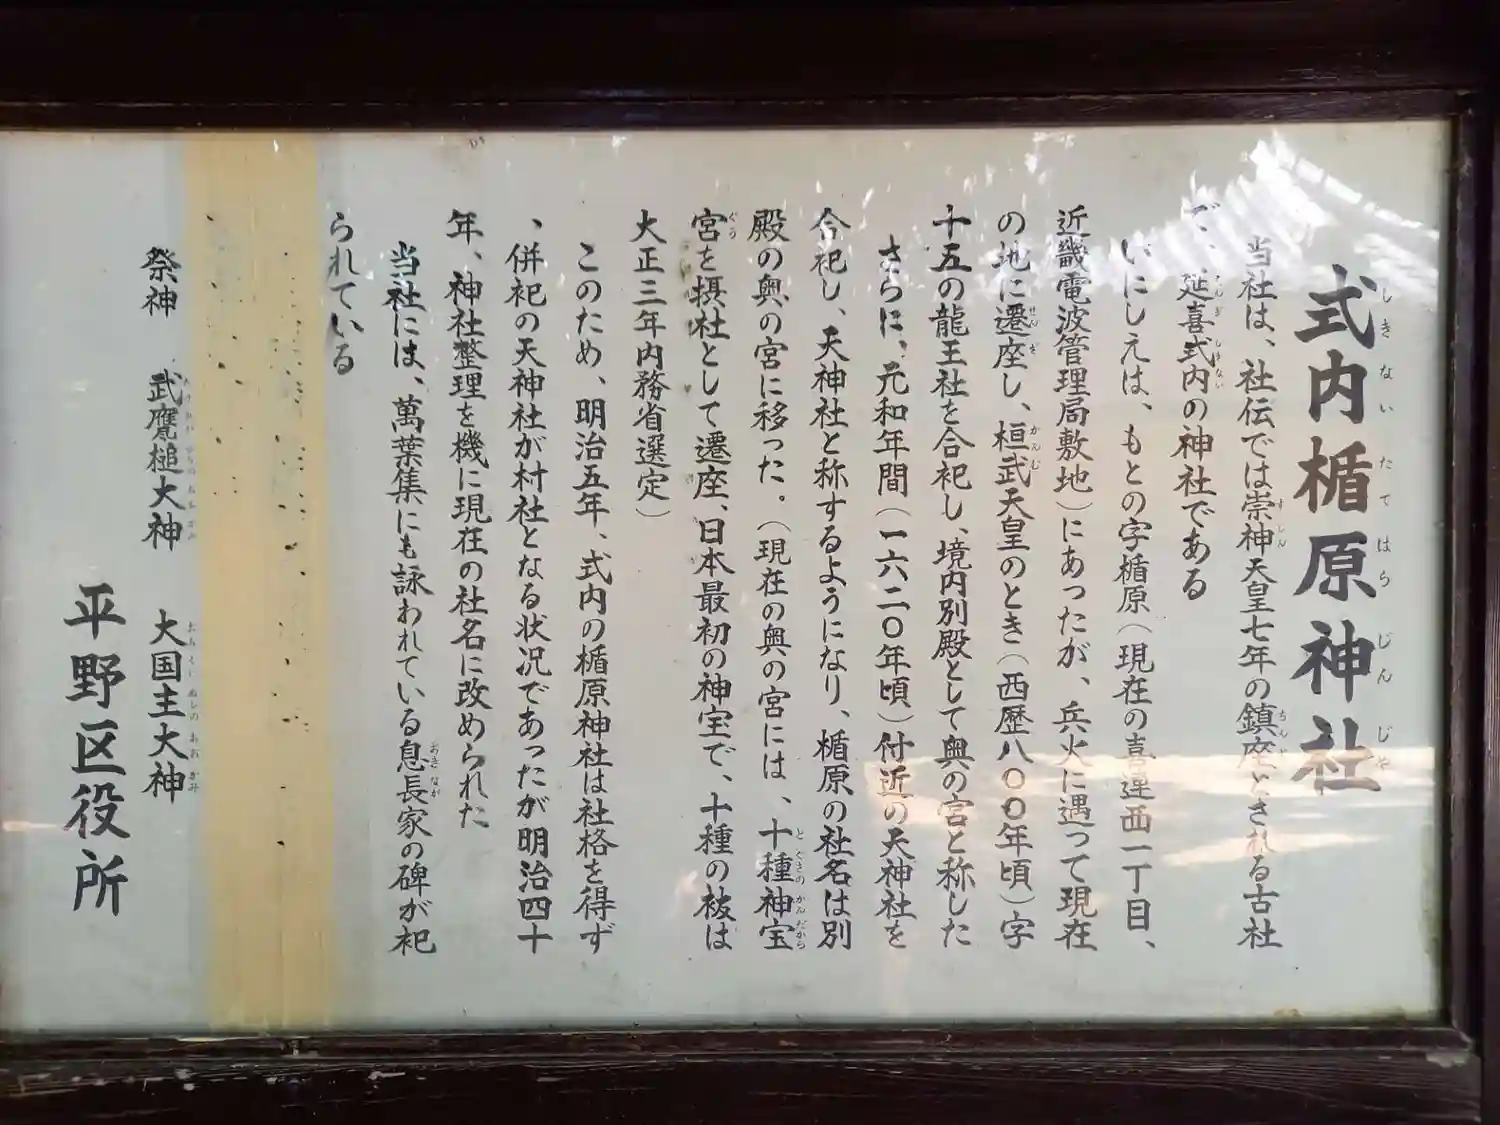 式内楯原神社
しきないたてはらじんじゃ
当社は、社伝では崇神天皇七年の鎮座とされる古社
で、延喜式内の神社である
いにしえは、もとの字楯原（現在の喜連西一丁目、
近畿電波管理局敷地）にあったが、兵火に遇って現在
の地に遷座し、桓武天皇のとき（西歴八〇〇年頃）字
十五の龍王社を合祀し、境内別殿として奥の宮と称した
さらに、元和年間（一六二〇年頃）付近の天神社を
合祀し、天神社と称するようになり、楯原の社名は別
殿の奥の宮に移った。（現在の奥の宮には、十種神宝
宮を摂社として遷座、日本最初の神宝で、十種の祓は
大正三年内務省選定）
このため、明治五年、式内の楯原神社は社格を得ず
、併祀の天神社が村社となる状況であったが明治四十
年、神社整理を機に現在の社名に改められた
当社には、萬葉集にも詠われている息長家の碑が祀
られている
祭神 武甕槌大神 大国主大神
平野区役所